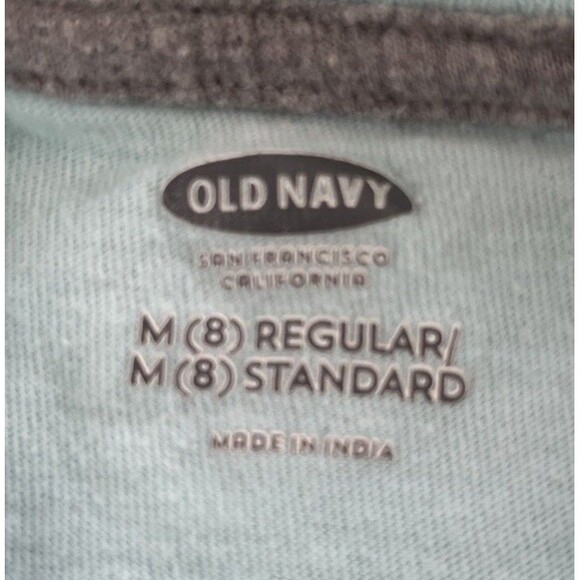 OLD NAVY
SAN FRANCISCO
CALIFORNIA
M (8) REGULAR/
M (8) STANDARD
MADE IN INDIA